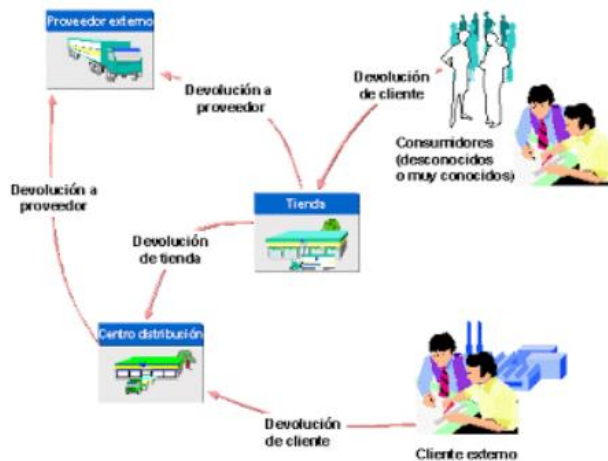 Proveedor externo
Devolución a
proveedor
Devolución
de cliente
Consumidores
(desconocidos
o muy conocidos)
Devolución a
proveedor
Tienda
Devolución
de tienda
Centro distribución
Devolución
de cliente
Cliente externo